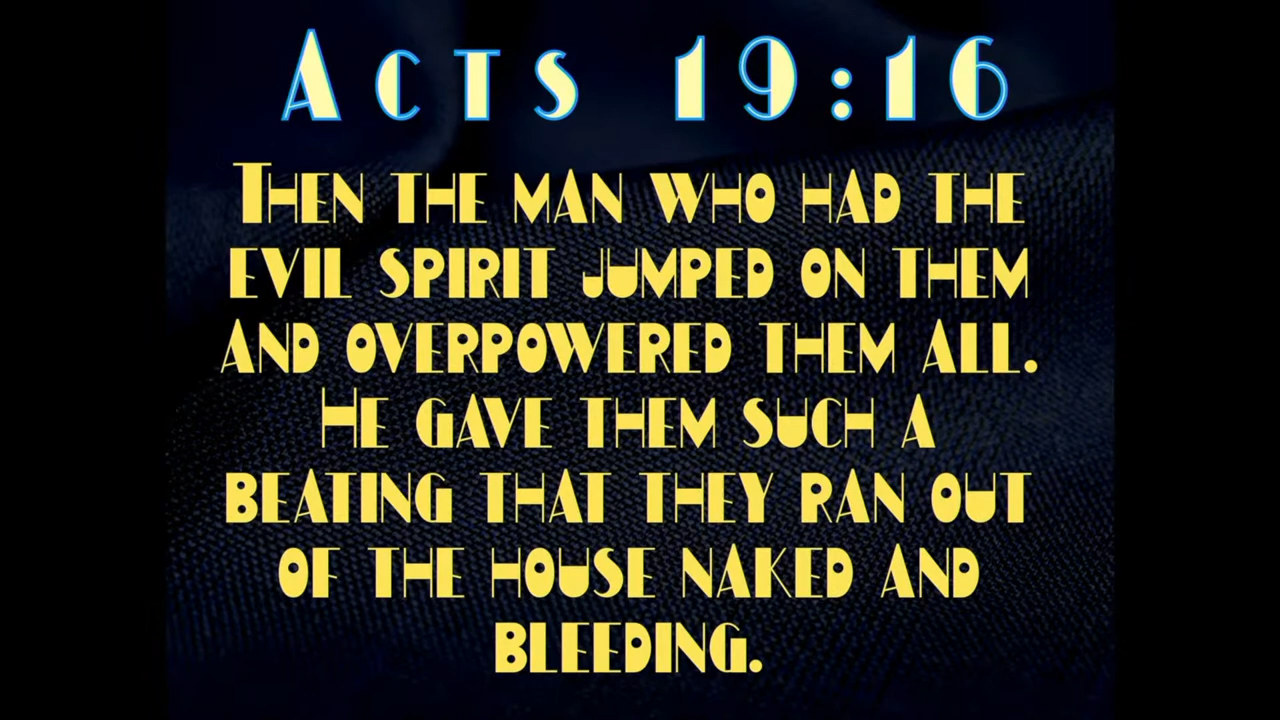 Acts 19:16
Then the man who had the
evil spirit jumped on them
and overpowered them all.
He gave them such a
beating that they ran out
of the house naked and
bleeding.